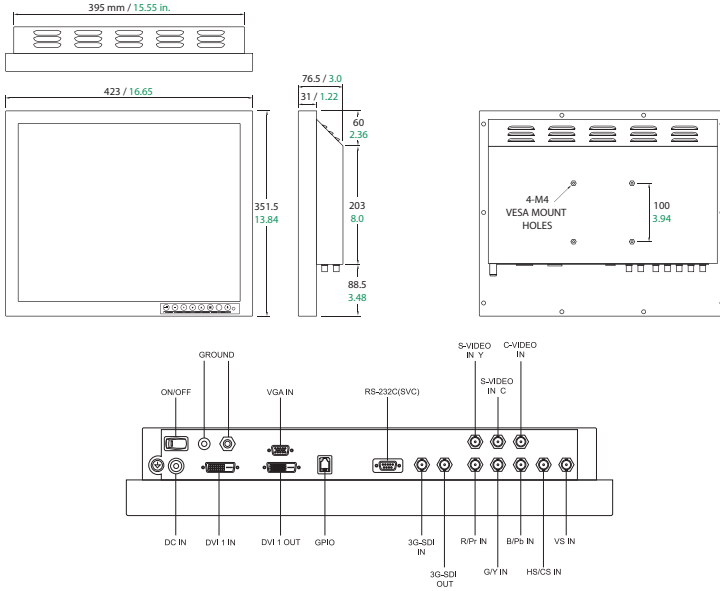 395 mm / 15.55 in.
423 / 16.65
351.5
13.84
76.5 / 3.0
31 / 1.22
60
2.36
203
8.0
88.5
3.48
4-M4
VESA MOUNT
HOLES
100
3.94
GROUND
ON/OFF
VGA IN
RS-232C(SVC)
S-VIDEO
IN Y
C-VIDEO
IN
S-VIDEO
IN C
DC IN
DVI 1 IN
DVI 1 OUT
GPIO
3G-SDI
IN
3G-SDI
OUT
R/Pr IN
G/Y IN
B/Pb IN
HS/CS IN
VS IN